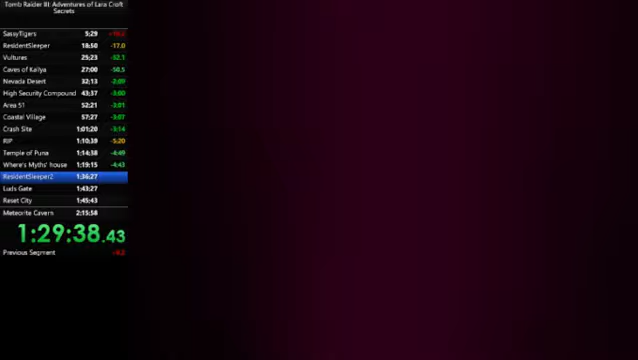 Tomb Raider III: Adventures of Lara Croft
Secrets
SassyTigers 5:29
ResidentSleeper 18:50 -17.0
Vultures 25:23 -52.1
Caves of Kaliya 27:00 -50.5
Nevada Desert 32:13 -2:09
High Security Compound 43:37 -3:00
Area 51 52:21 -3:01
Coastal Village 57:27 -3:07
Crash Site 1:01:20 -3:14
RIP 1:10:39 -5:20
Temple of Puna 1:14:38 -4:49
Where's Myths' house 1:19:15 -4:43
ResidentSleeper2 1:36:27
Luds Gate 1:43:27
Reset City 1:45:43
Meteorite Cavern 2:15:58
1:29:38.43
Previous Segment